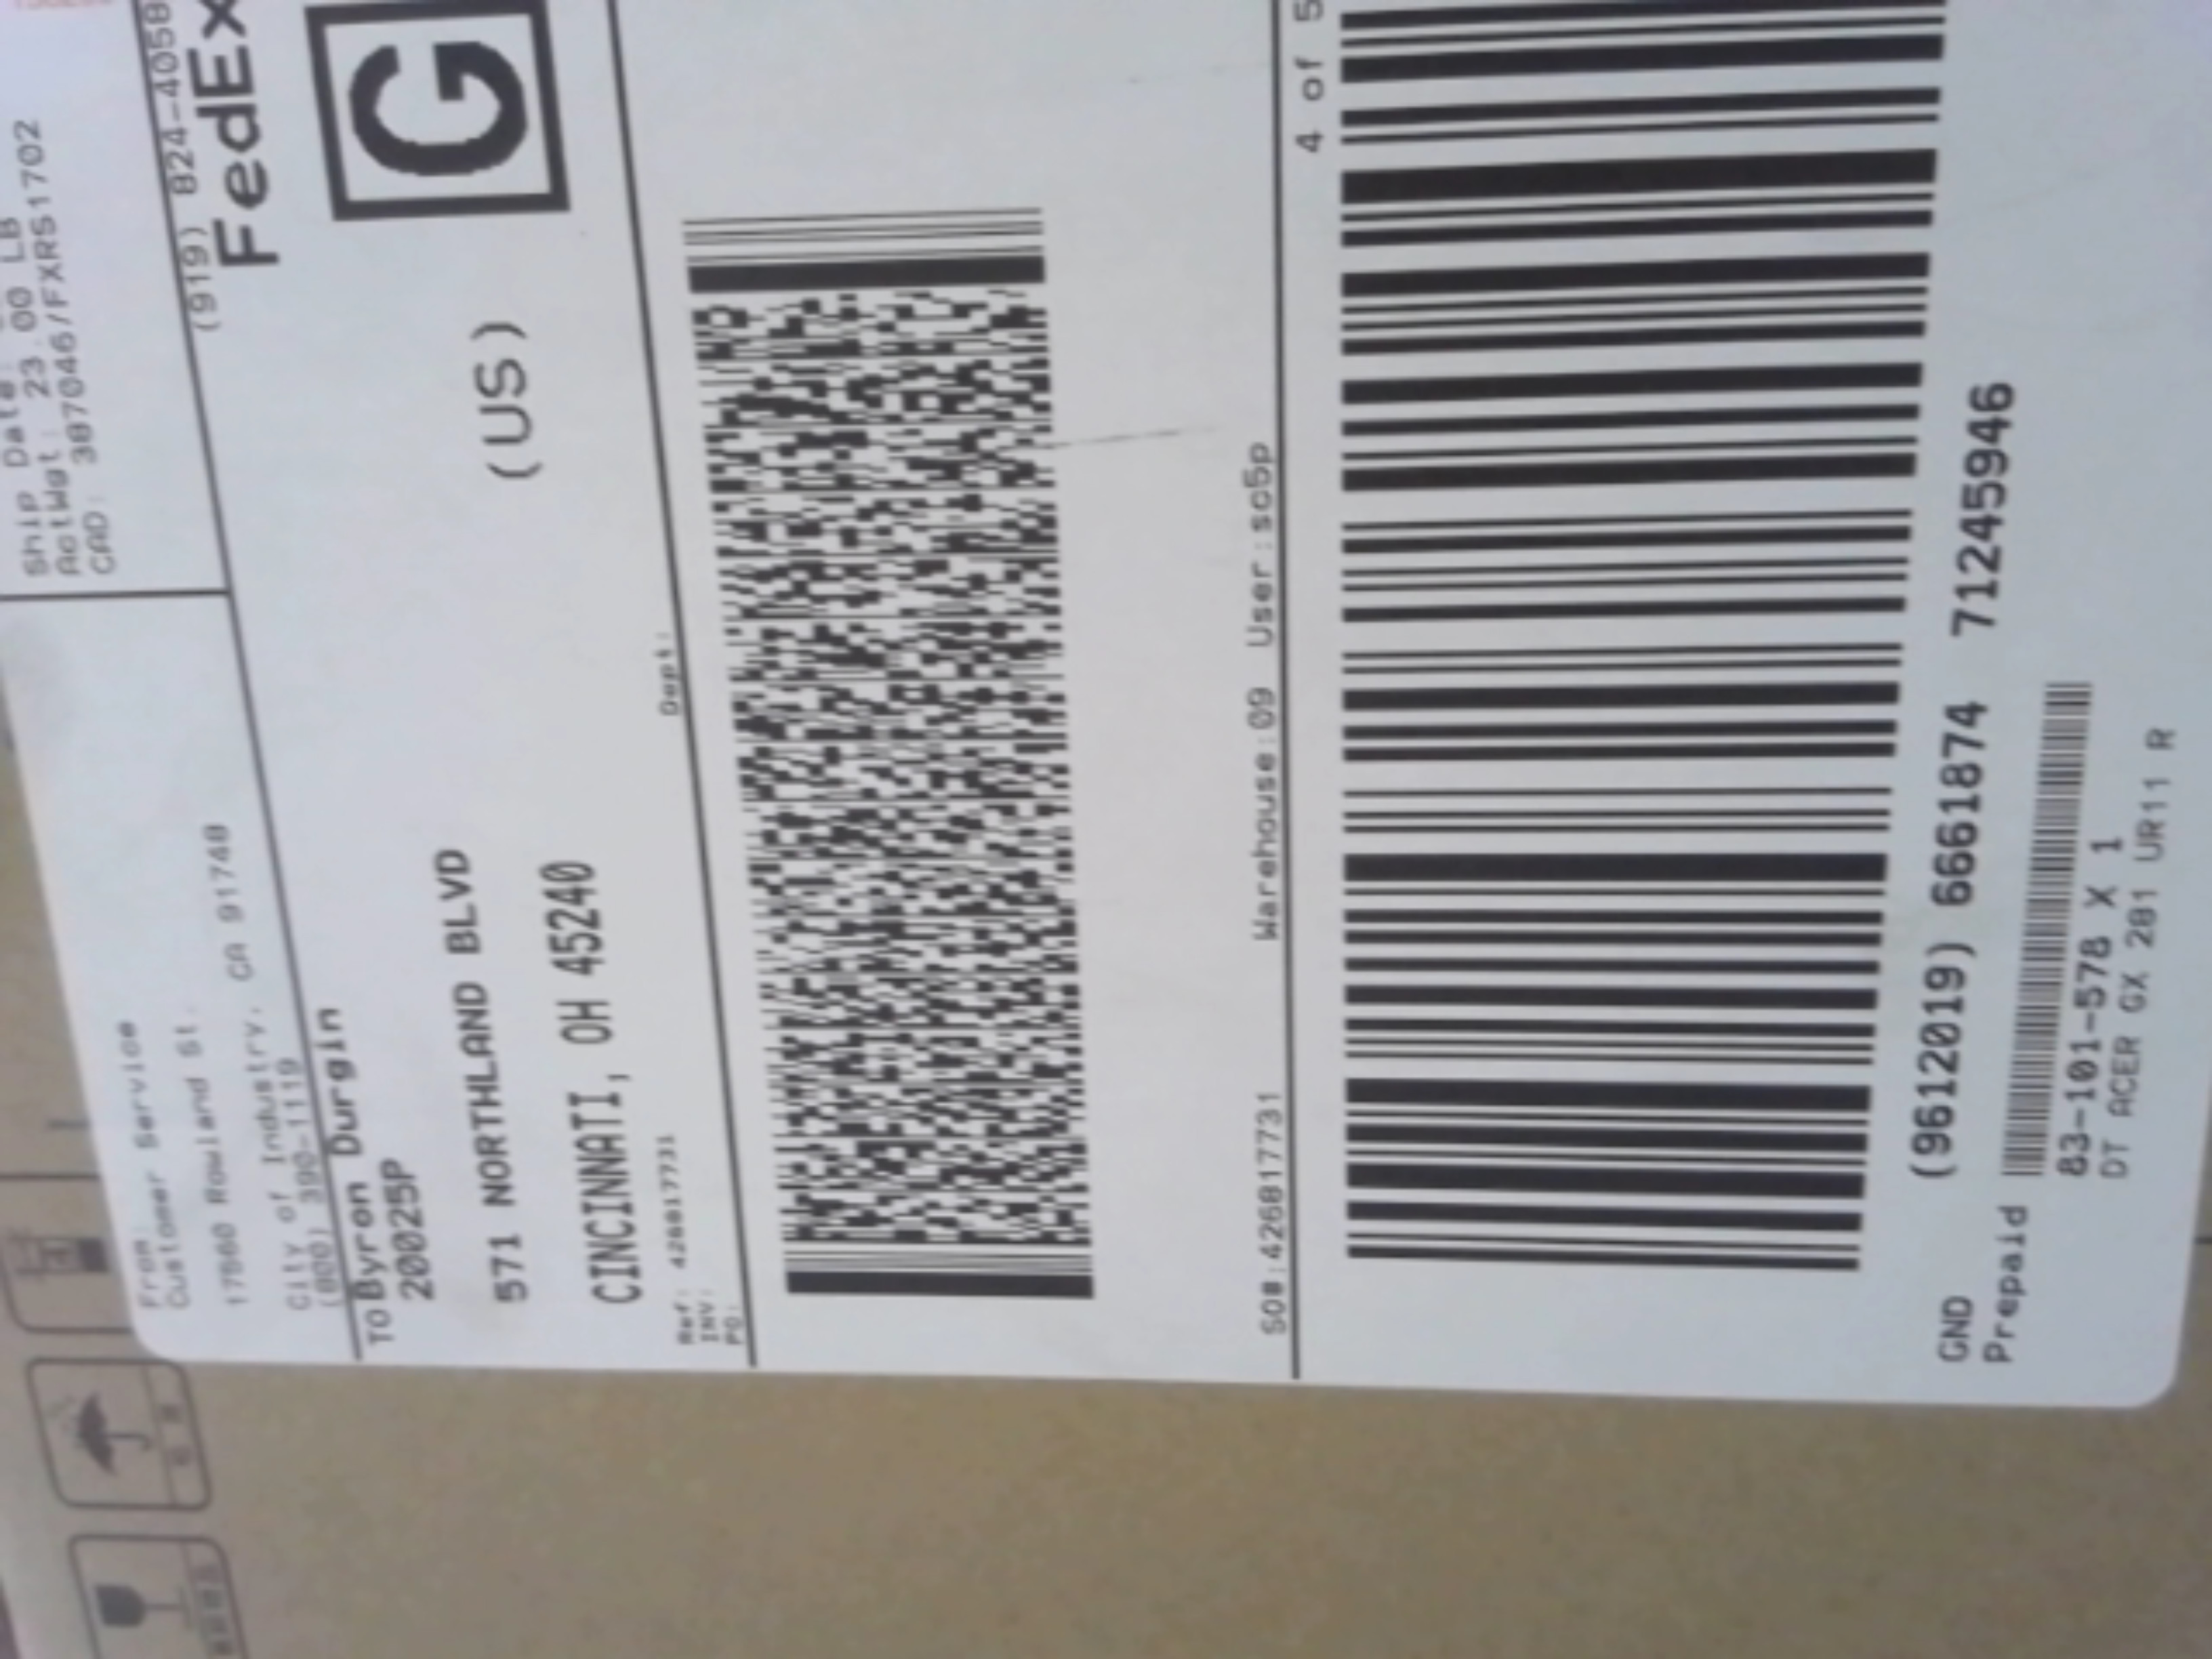 From:
Customer Service
17560 Rowland St.
City of Industry, CA 91748
(800) 390-1119
Ship Date:
ActWgt: 23.00 LB
CAD: 387046/FXRS1702
TO Byron Durgin
200025P
(919) 824-4058
FedEx
571 NORTHLAND BLVD
G
CINCINNATI, OH 45240
(US)
Ref: 426817731
INV:
PO:
Dept:
SO#:426817731 Warehouse:09 User:so5p
4 of 5
GND
Prepaid
(9612019) 6661874 71245946
83-101-578 X 1
DT ACER GX 281 UR11 R